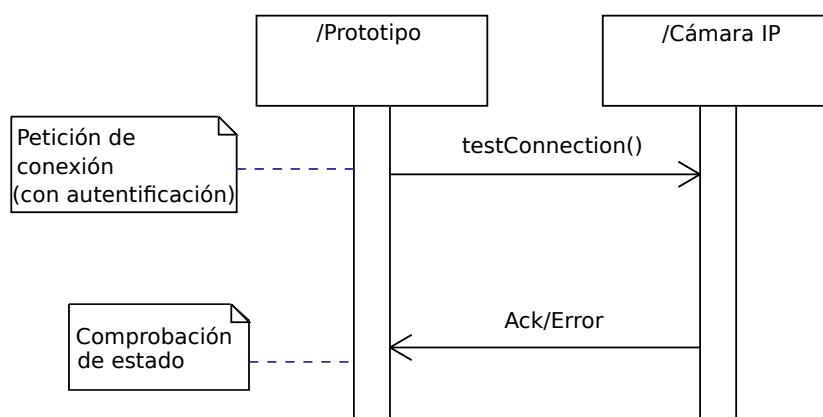 /Prototipo
/Cámara IP
Petición de
conexión
(con autentificación)
testConnection()
Ack/Error
Comprobación
de estado